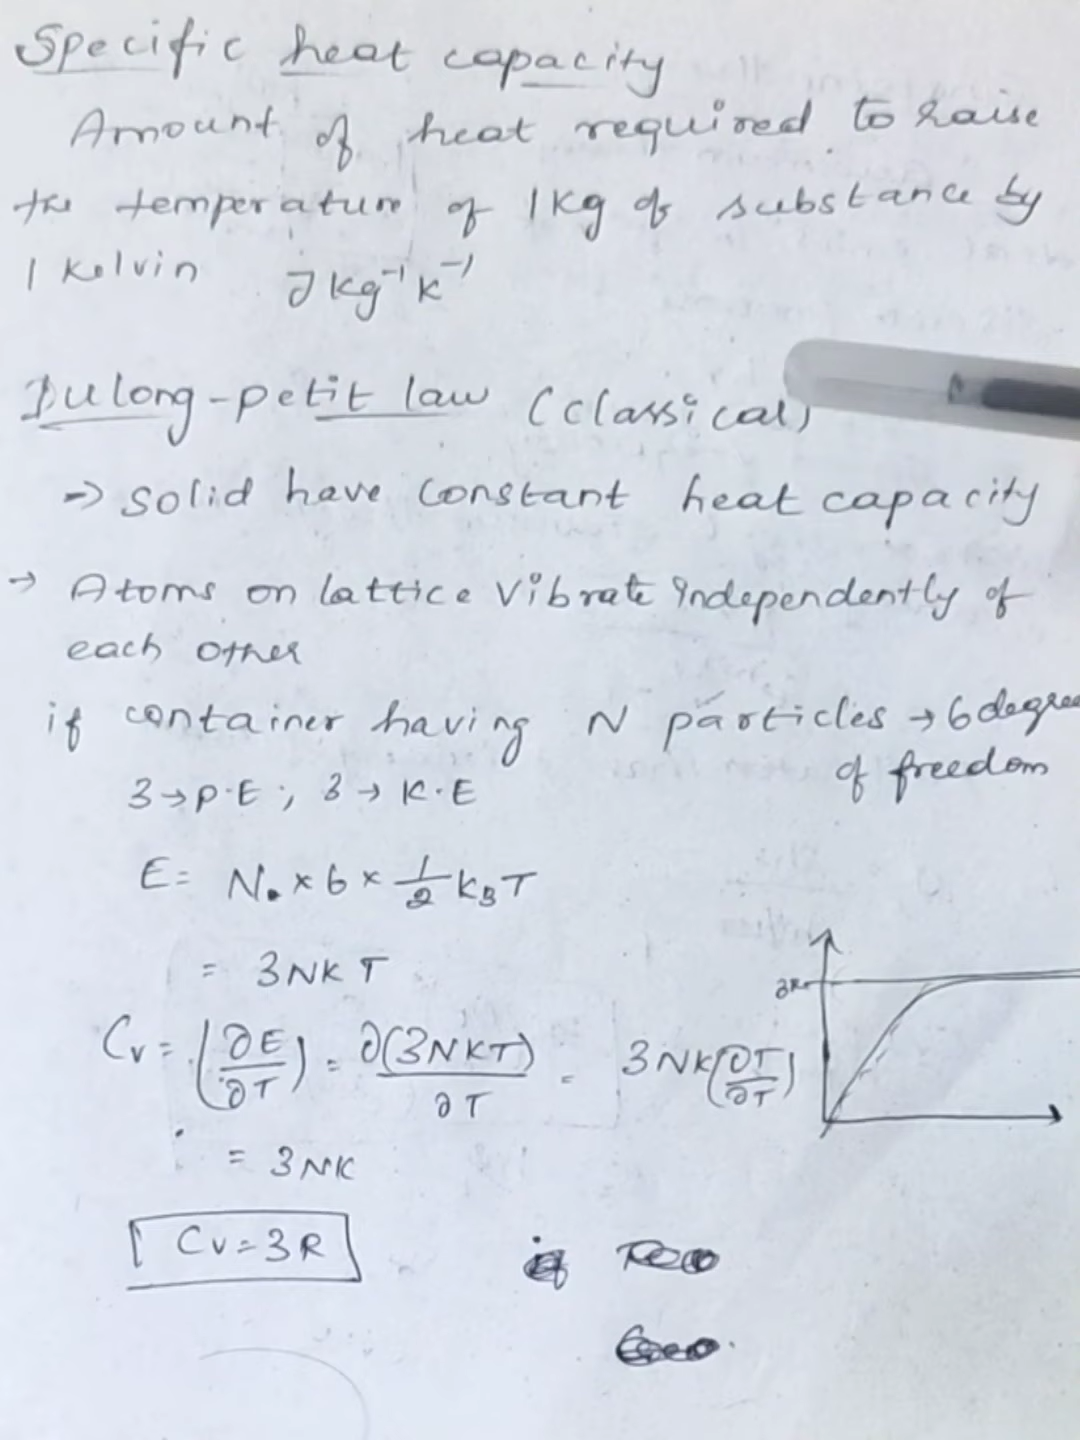 Specific heat capacity
Amount of heat required to raise
the temperature of 1 Kg of substance by
1 Kelvin J Kg⁻¹ K⁻¹
Dulong-petit law (classical)
→ solid have constant heat capacity
→ Atoms on lattice vibrate independently of
each other
if container having N particles → 6 degree
of freedom
3→P.E ; 3→ K.E
E = N. × 6 × 1/2 K_B T
= 3NKT
Cv = (∂E/∂T) = ∂(3NKT)/∂T = 3NK(∂T/∂T)
= 3NK
Cv = 3R